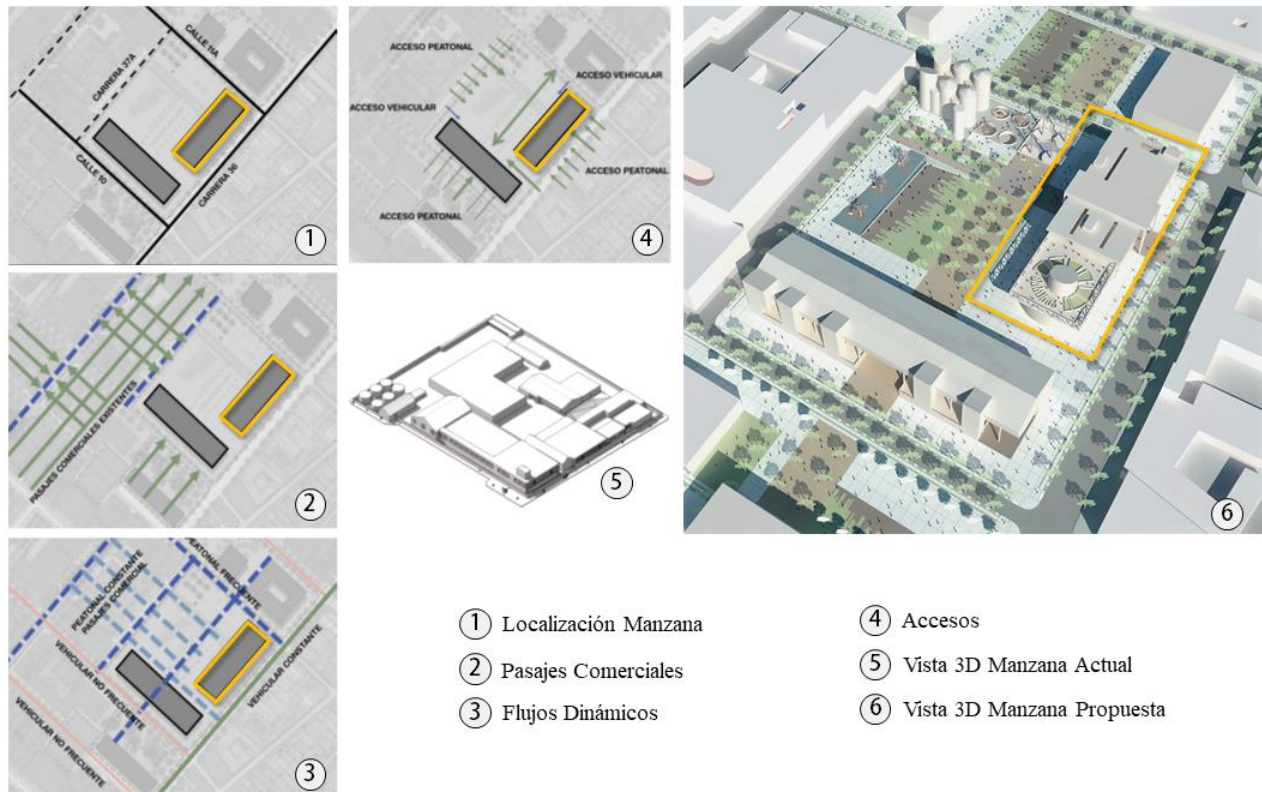 CALLE 11A
CARRERA 37A
CALLE 10
CARRERA 36
1
ACCESO PEATONAL
ACCESO VEHICULAR
ACCESO VEHICULAR
ACCESO PEATONAL
ACCESO PEATONAL
4
PASAJES COMERCIALES EXISTENTES
2
5
6
PEATONAL CONSTANTE
PASAJES COMERCIAL
PEATONAL FRECUENTE
VEHICULAR NO FRECUENTE
VEHICULAR CONSTANTE
VEHICULAR NO FRECUENTE
3
1 Localización Manzana
2 Pasajes Comerciales
3 Flujos Dinámicos
4 Accesos
5 Vista 3D Manzana Actual
6 Vista 3D Manzana Propuesta